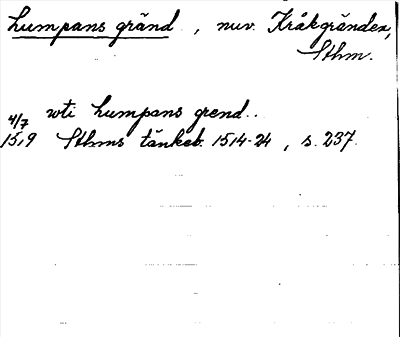 Lumpans gränd , nuv. Kråkgränden,
Sthm.
wti Lumpans grend..
4/7
1519 Sthms tänkeb. 1514-24 , s. 237.